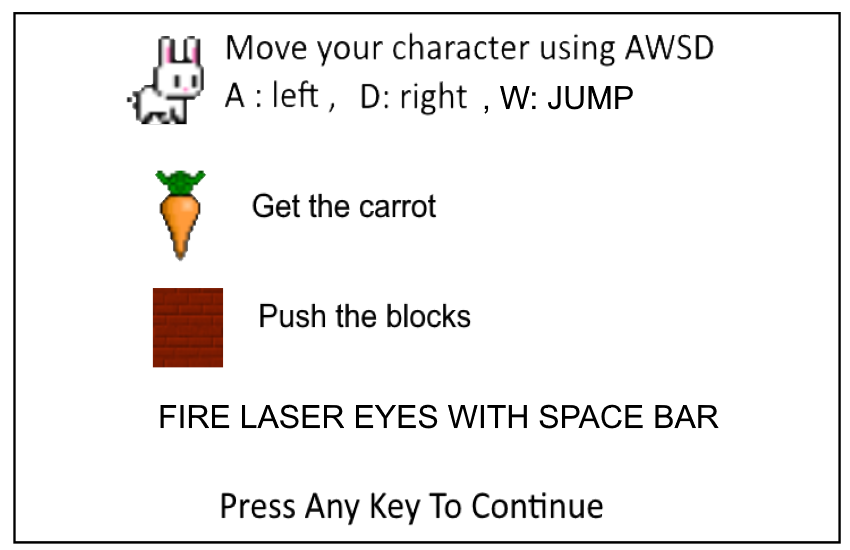 Move your character using AWSD
A : left , D: right , W: JUMP
Get the carrot
Push the blocks
FIRE LASER EYES WITH SPACE BAR
Press Any Key To Continue